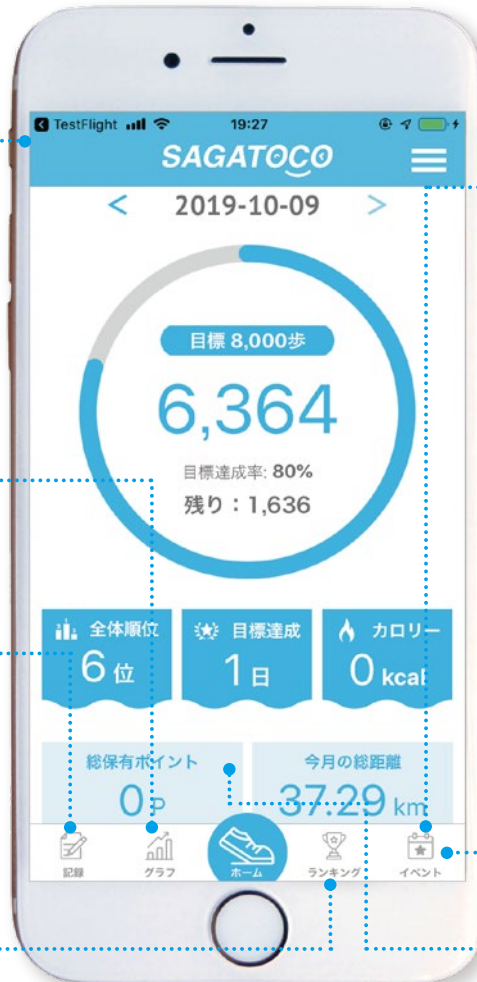 TestFlight
19:27
SAGATOCO
< 2019-10-09 >
目標 8,000歩
6,364
目標達成率: 80%
残り：1,636
全体順位
6位
目標達成
1日
カロリー
0 kcal
総保有ポイント
0 P
今月の総距離
37.29 km
記録
グラフ
ホーム
ランキング
イベント